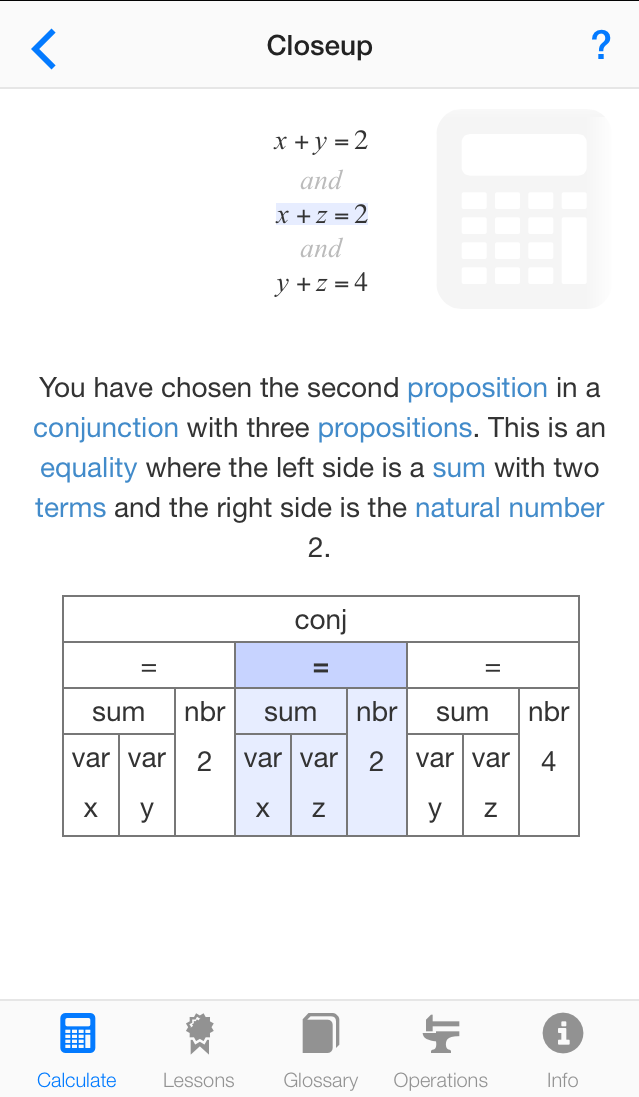 Closeup
?
x + y = 2
and
x + z = 2
and
y + z = 4
You have chosen the second proposition in a
conjunction with three propositions. This is an
equality where the left side is a sum with two
terms and the right side is the natural number
2.
conj
= = =
sum nbr sum nbr sum nbr
var var 2 var var 2 var var 4
x y x z y z
Calculate Lessons Glossary Operations Info